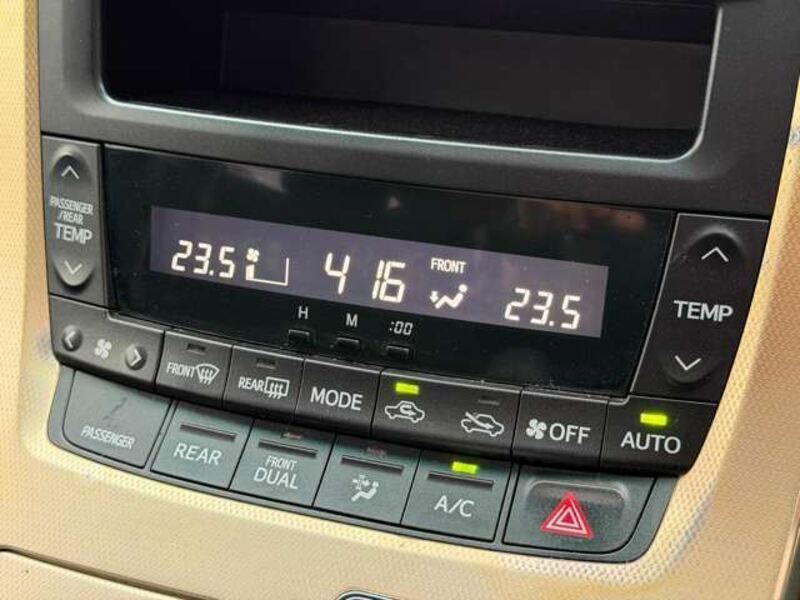 PASSENGER
/REAR
TEMP
23.5
4 16
FRONT
23.5
TEMP
H
M
:00
FRONT
REAR
MODE
OFF
AUTO
PASSENGER
REAR
FRONT
DUAL
A/C